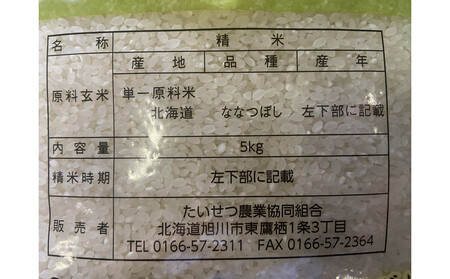 名称 精米
産地 品種 産年
原料玄米 単一原料米
北海道 ななつぼし 左下部に記載
内容量 5kg
精米時期 左下部に記載
販売者 たいせつ農業協同組合
北海道旭川市東鷹栖1条3丁目
TEL 0166-57-2311 FAX 0166-57-2364